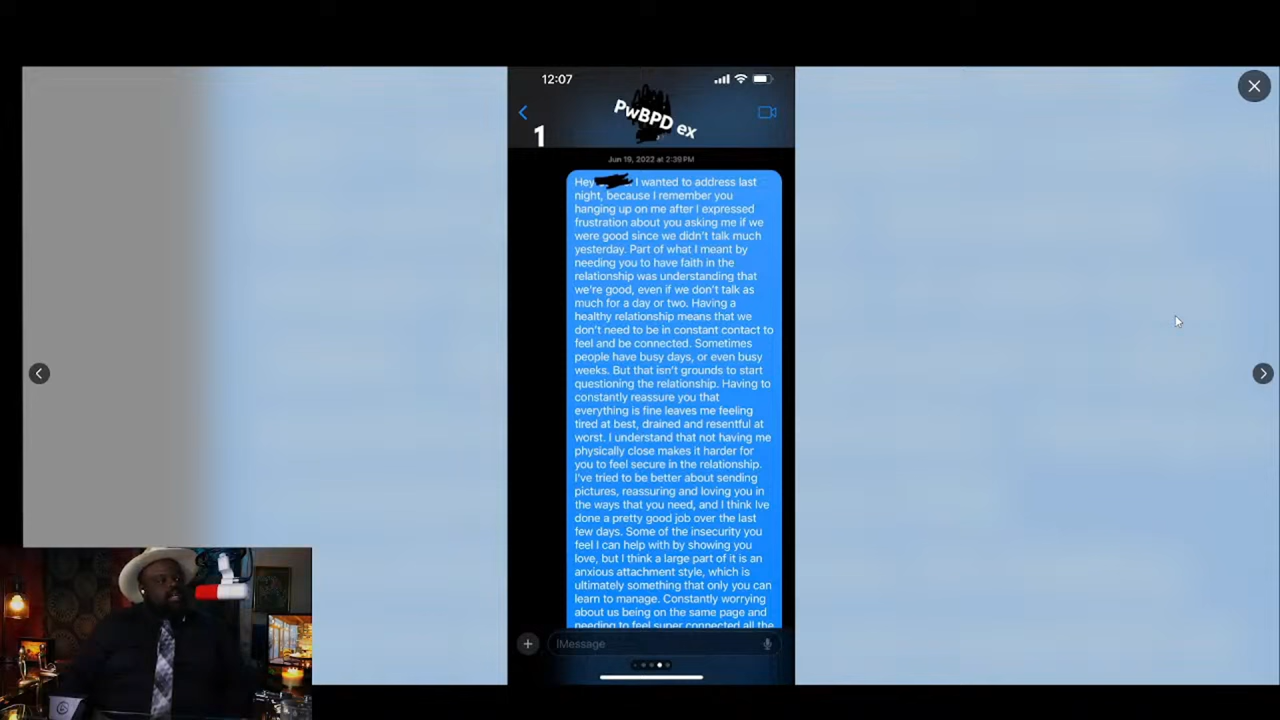 12:07
PwBPD ex
1
Jun 19, 2022 at 2:39 PM
Hey I wanted to address last
night, because I remember you
hanging up on me after I expressed
frustration about you asking me if we
were good since we didn't talk much
yesterday. Part of what I meant by
needing you to have faith in the
relationship was understanding that
we're good, even if we don't talk as
much for a day or two. Having a
healthy relationship means that we
don't need to be in constant contact to
feel and be connected. Sometimes
people have busy days, or even busy
weeks. But that isn't grounds to start
questioning the relationship. Having to
constantly reassure you that
everything is fine leaves me feeling
tired at best, drained and resentful at
worst. I understand that not having me
physically close makes it harder for
you to feel secure in the relationship.
I've tried to be better about sending
pictures, reassuring and loving you in
the ways that you need, and I think Ive
done a pretty good job over the last
few days. Some of the insecurity you
feel I can help with by showing you
love, but I think a large part of it is an
anxious attachment style, which is
ultimately something that only you can
learn to manage. Constantly worrying
about us being on the same page and
needing to feel super connected all the
iMessage